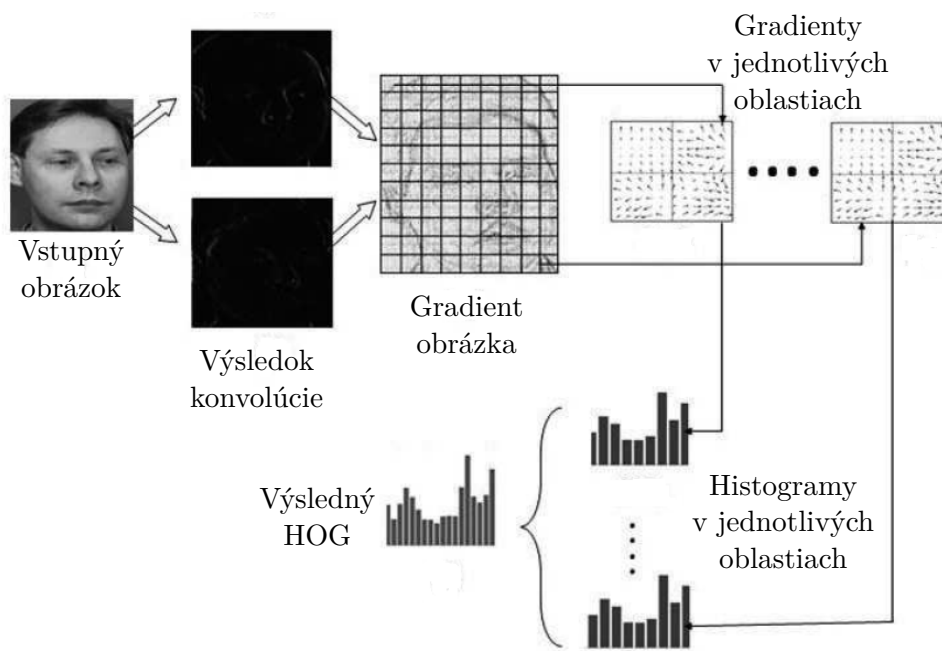 Vstupný
obrázok
Výsledok
konvolúcie
Gradient
obrázka
Gradienty
v jednotlivých
oblastiach
Histogramy
v jednotlivých
oblastiach
Výsledný
HOG